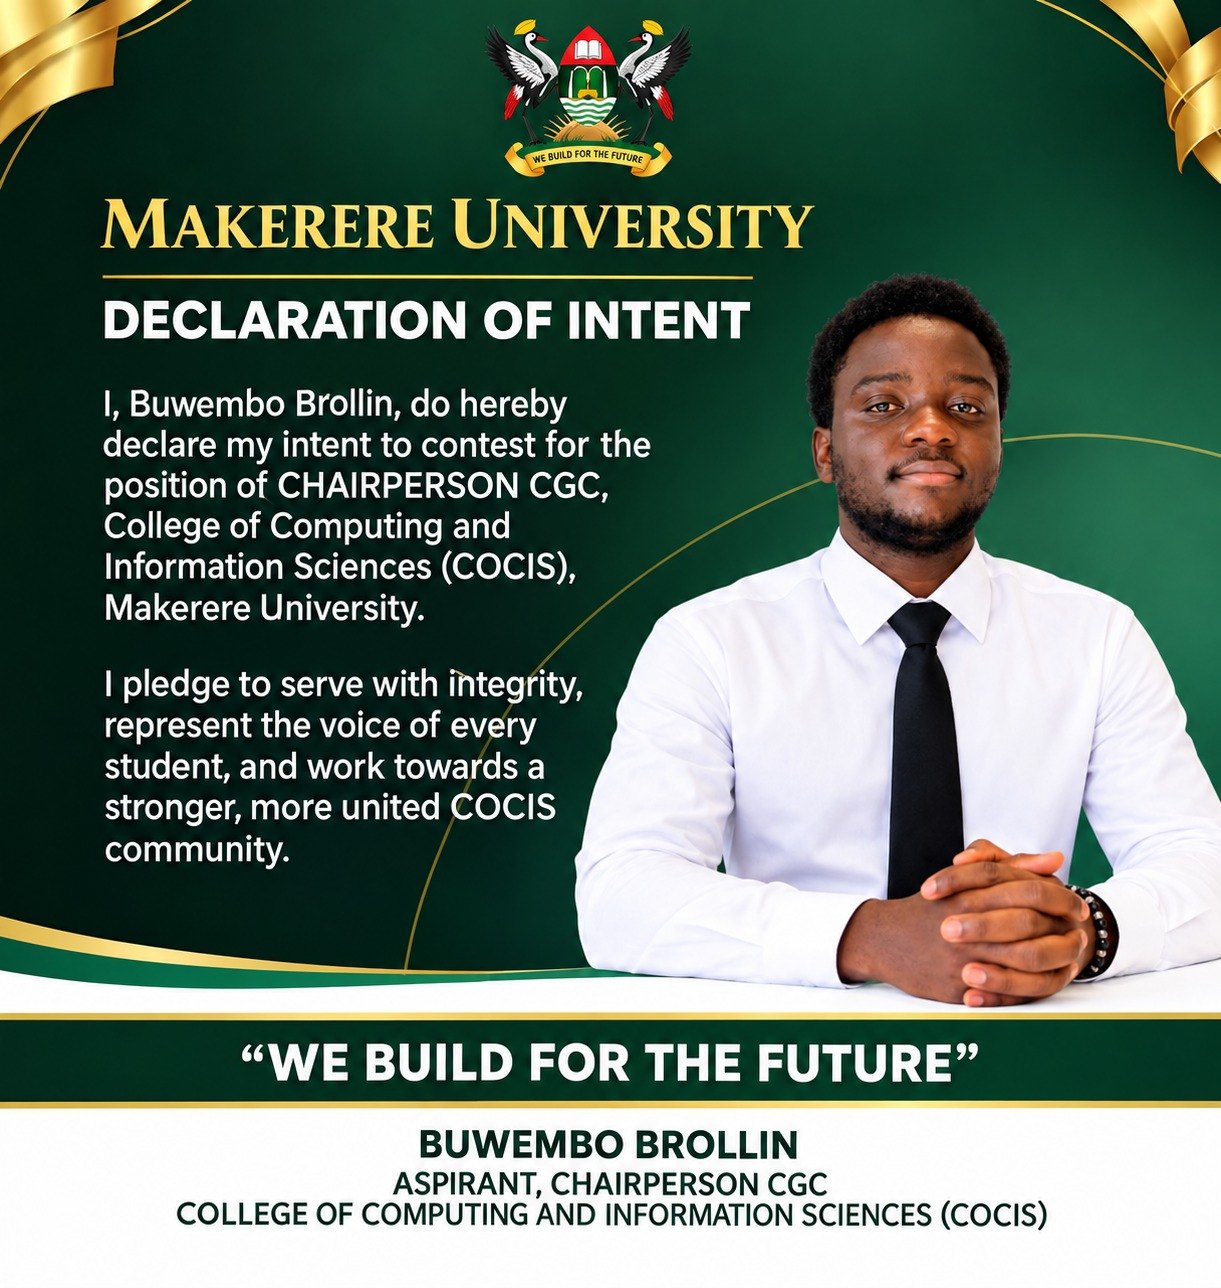 WE BUILD FOR THE FUTURE
MAKERERE UNIVERSITY
DECLARATION OF INTENT
I, Buwembo Brollin, do hereby
declare my intent to contest for the
position of CHAIRPERSON CGC,
College of Computing and
Information Sciences (COCIS),
Makerere University.
I pledge to serve with integrity,
represent the voice of every
student, and work towards a
stronger, more united COCIS
community.
“WE BUILD FOR THE FUTURE”
BUWEMBO BROLLIN
ASPIRANT, CHAIRPERSON CGC
COLLEGE OF COMPUTING AND INFORMATION SCIENCES (COCIS)